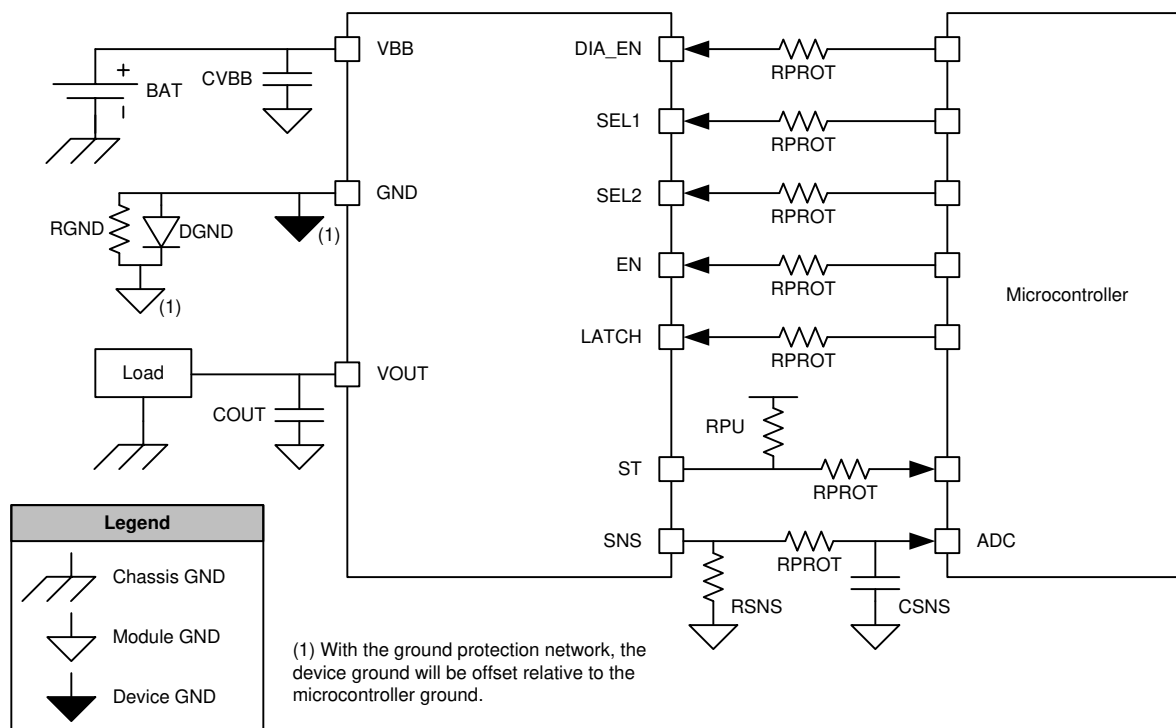 VBB
DIA_EN
RPROT
+
BAT
CVBB
SEL1
RPROT
GND
SEL2
RPROT
RGND
DGND
(1)
(1)
EN
RPROT
Microcontroller
LATCH
RPROT
Load
VOUT
COUT
RPU
ST
RPROT
SNS
RPROT
ADC
RSNS
CSNS
Legend
Chassis GND
Module GND
Device GND
(1) With the ground protection network, the
device ground will be offset relative to the
microcontroller ground.